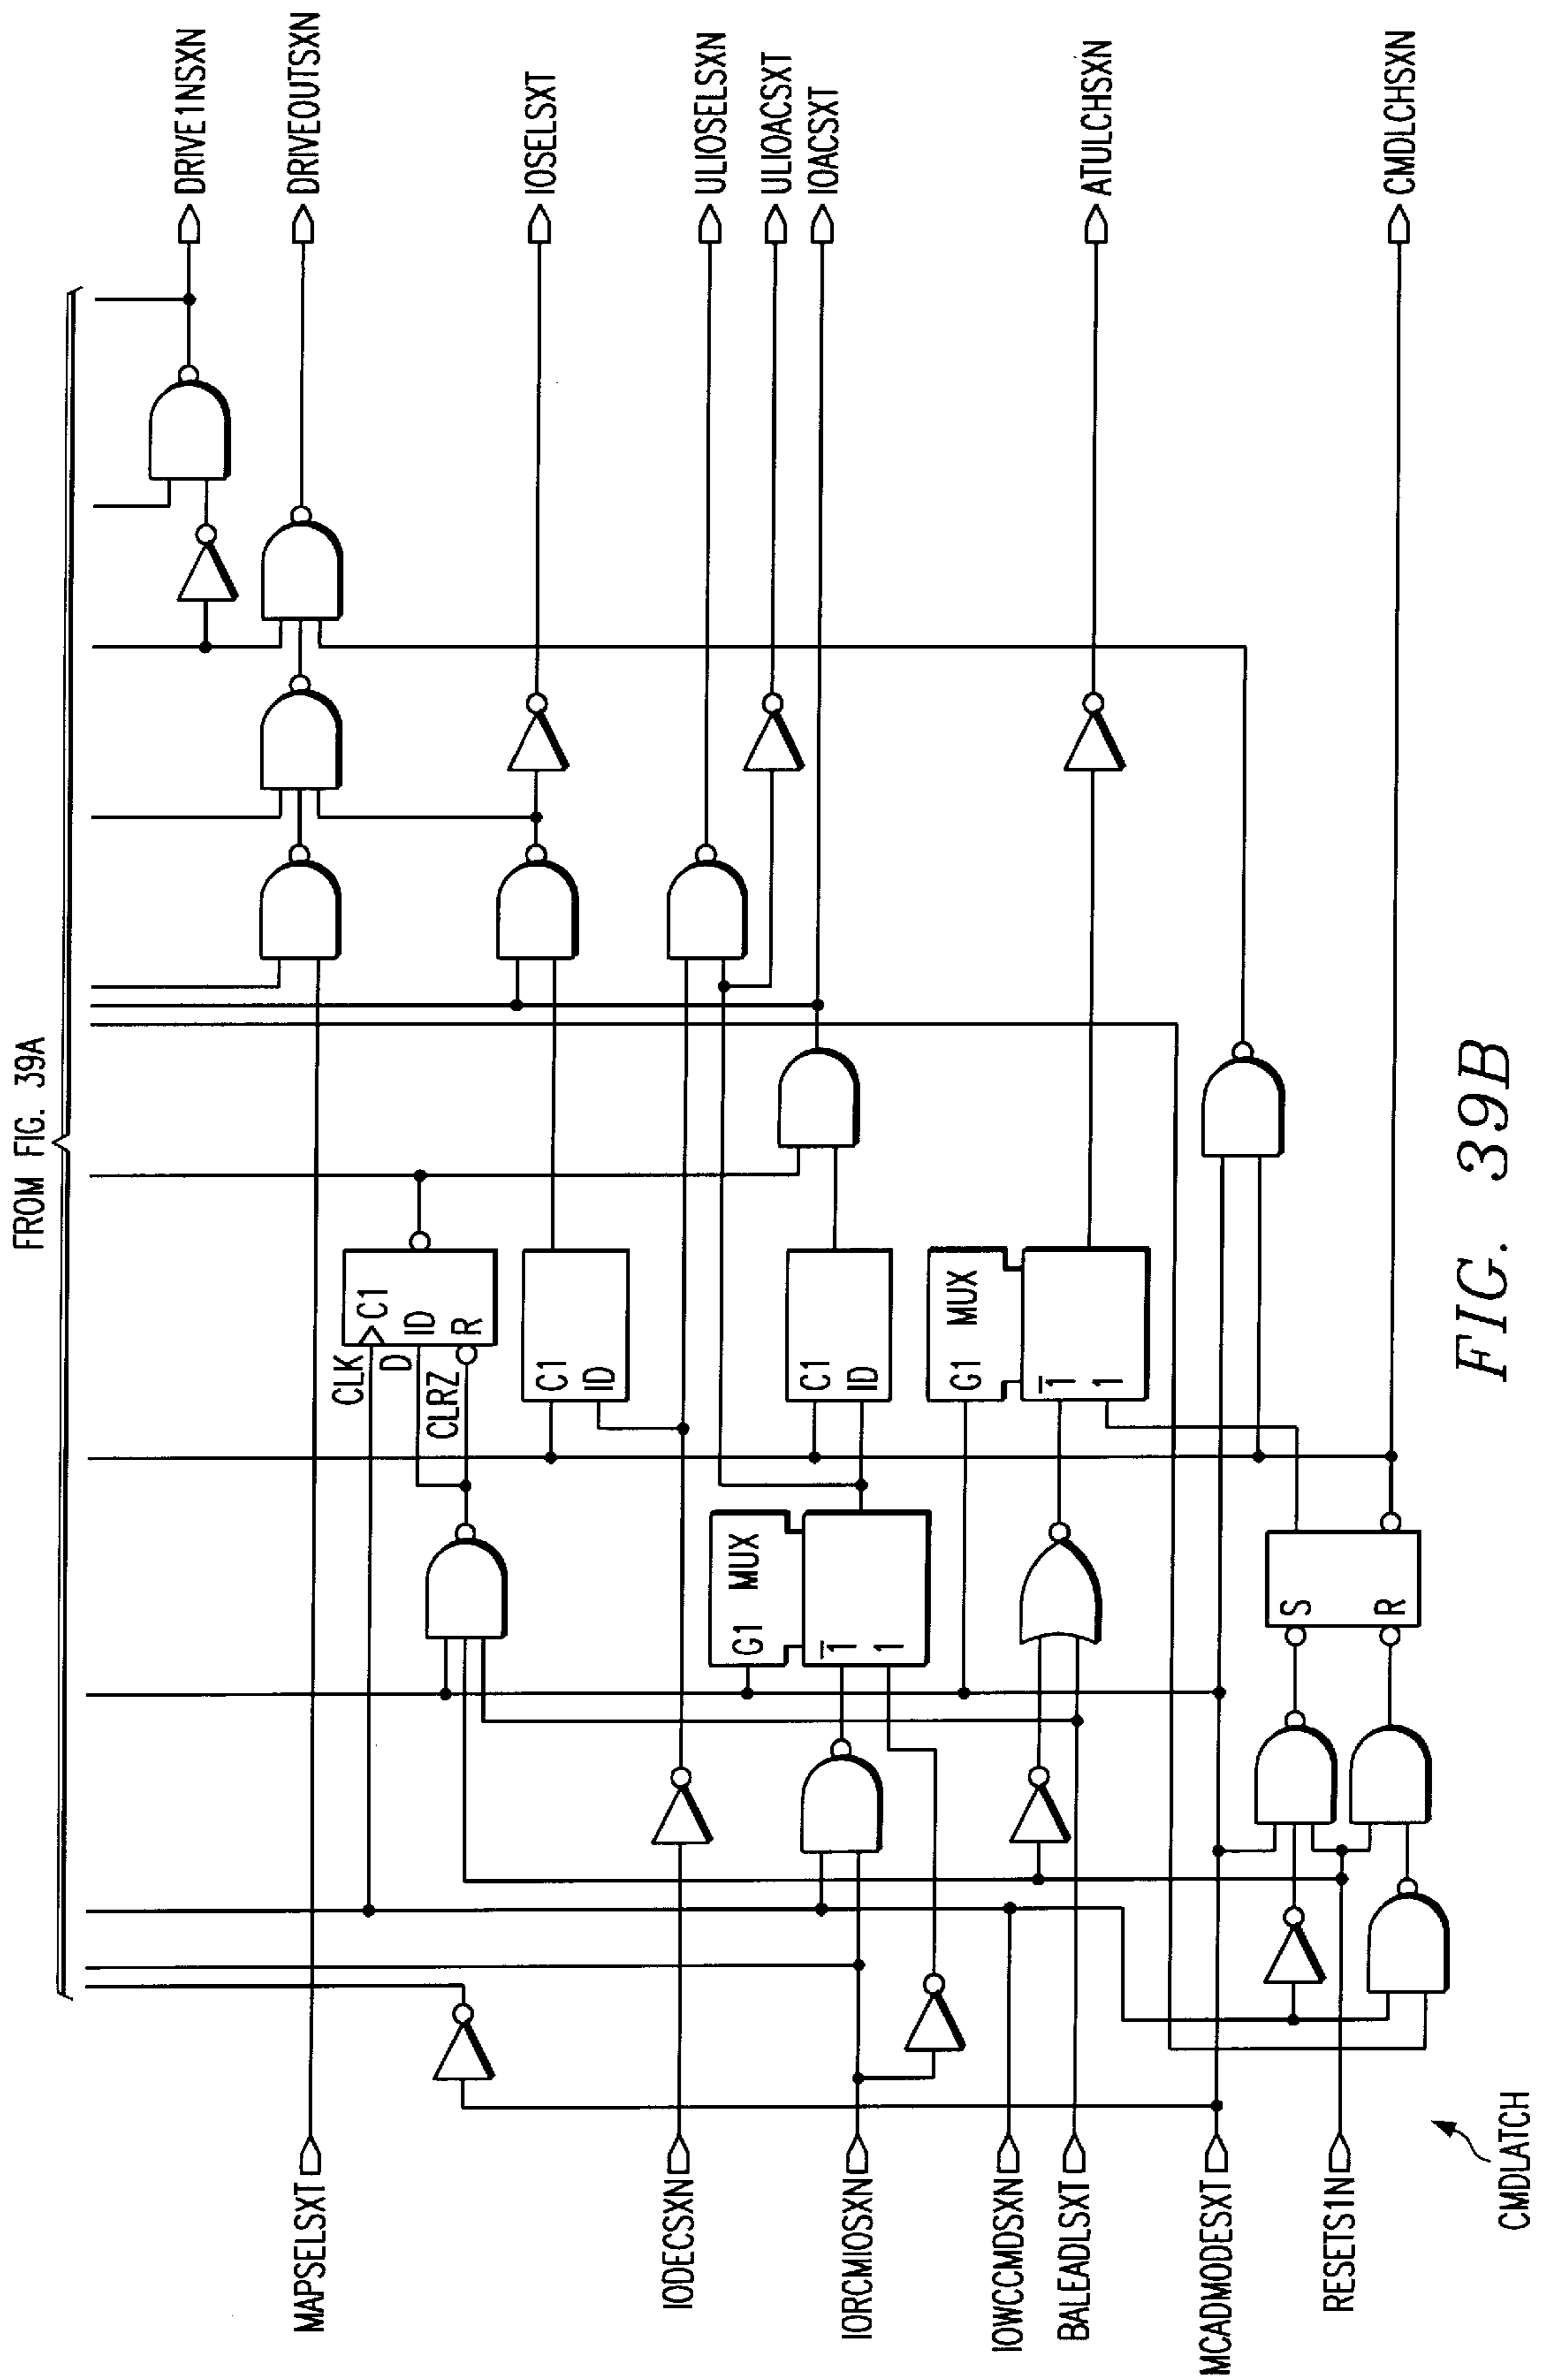 FROM FIG. 39A
DRIVE1NSXN
DRIVEOUTSXN
IOSELSXT
ULIOSELSXN
ULIOACSXT
IOACSXT
ATULCHSXN
CMDLCHSXN
CLK
C1
D
ID
CLRZ
R
C1
ID
C1
ID
MUX
G1
1
1
MUX
G1
1
1
S
R
MAPSELSXT
IODECSXN
IORCMIOSXN
IOWCCMDSXN
BALEADLSXT
MCADMODESXT
RESETS1N
CMDLATCH
FIG. 39B